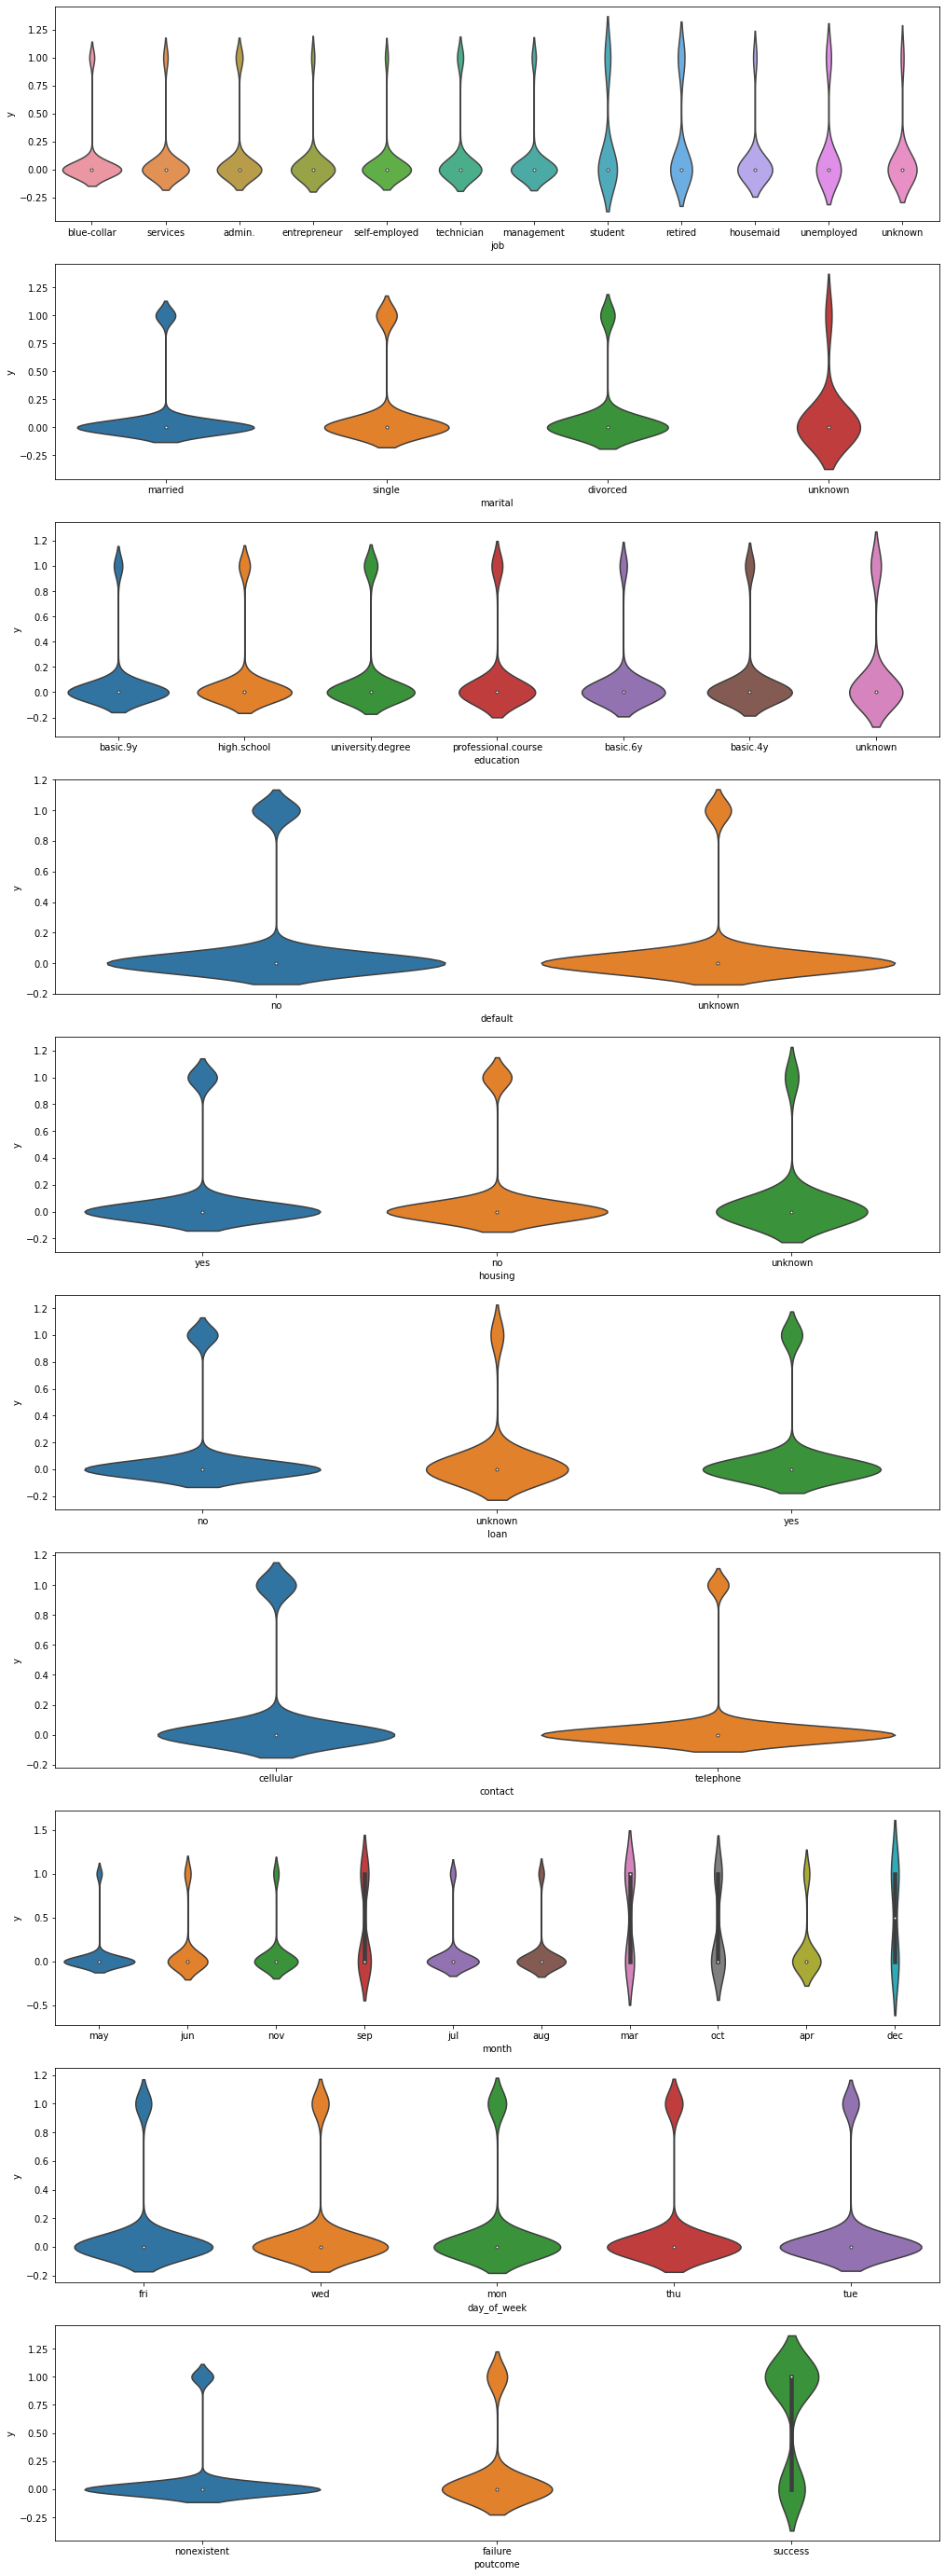 1.25
1.00
0.75
0.50
0.25
0.00
−0.25
y
blue-collar services admin. entrepreneur self-employed technician management student retired housemaid unemployed unknown
job
1.25
1.00
0.75
0.50
0.25
0.00
−0.25
y
married single divorced unknown
marital
1.2
1.0
0.8
0.6
0.4
0.2
0.0
−0.2
y
basic.9y high.school university.degree professional.course basic.6y basic.4y unknown
education
1.2
1.0
0.8
0.6
0.4
0.2
0.0
−0.2
y
no unknown
default
1.2
1.0
0.8
0.6
0.4
0.2
0.0
−0.2
y
yes no unknown
housing
1.2
1.0
0.8
0.6
0.4
0.2
0.0
−0.2
y
no unknown yes
loan
1.2
1.0
0.8
0.6
0.4
0.2
0.0
−0.2
y
cellular telephone
contact
1.5
1.0
0.5
0.0
−0.5
y
may jun nov sep jul aug mar oct apr dec
month
1.2
1.0
0.8
0.6
0.4
0.2
0.0
−0.2
y
fri wed mon thu tue
day_of_week
1.25
1.00
0.75
0.50
0.25
0.00
−0.25
y
nonexistent failure success
poutcome